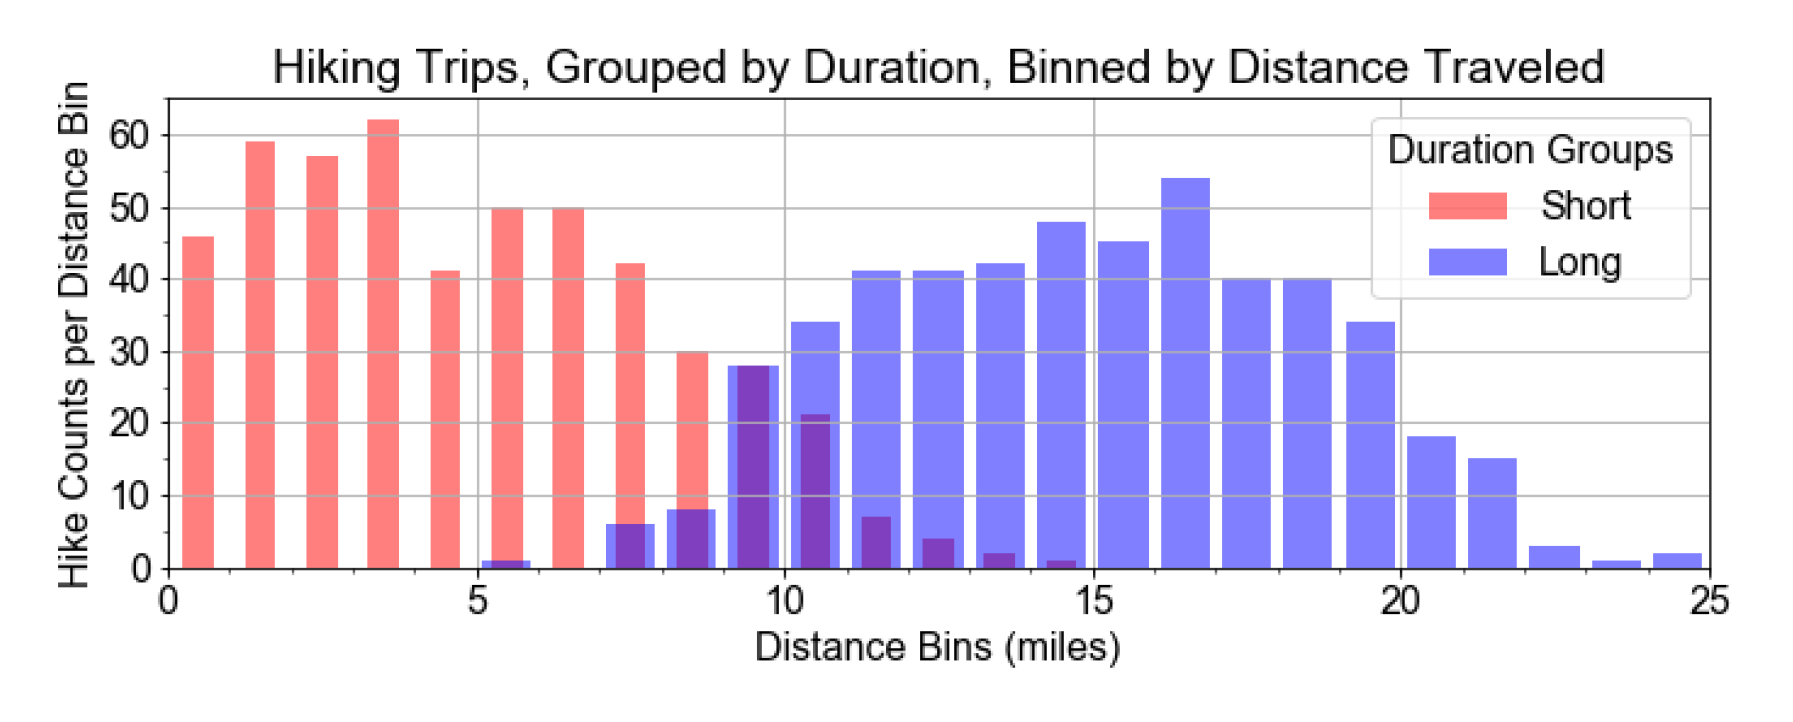 Hiking Trips, Grouped by Duration, Binned by Distance Traveled
Hike Counts per Distance Bin
60
50
40
30
20
10
0
Duration Groups
Short
Long
0 5 10 15 20 25
Distance Bins (miles)